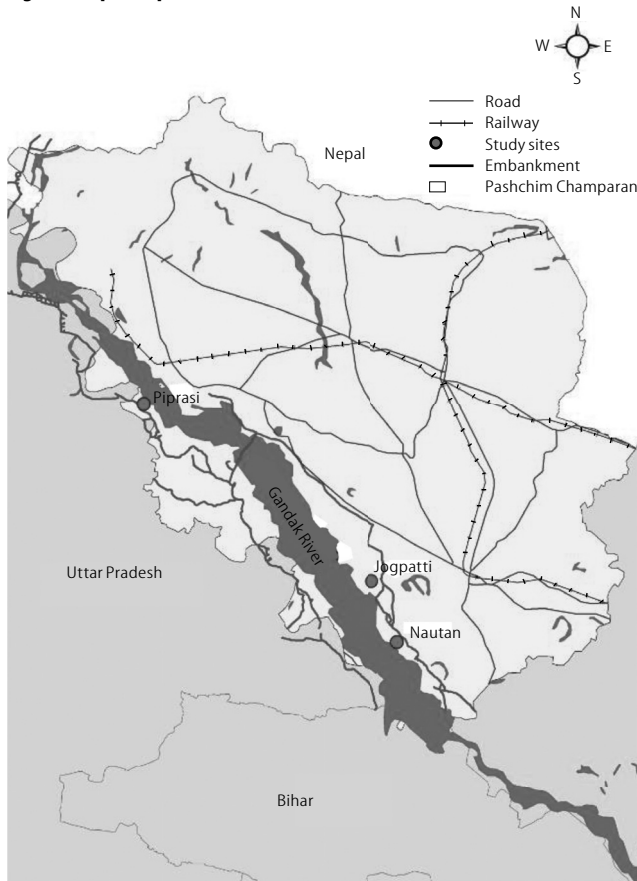 N
W E
S
Road
Railway
Study sites
Embankment
Pashchim Champaran
Nepal
Piprasi
Gandak River
Uttar Pradesh
Jogpatti
Nautan
Bihar